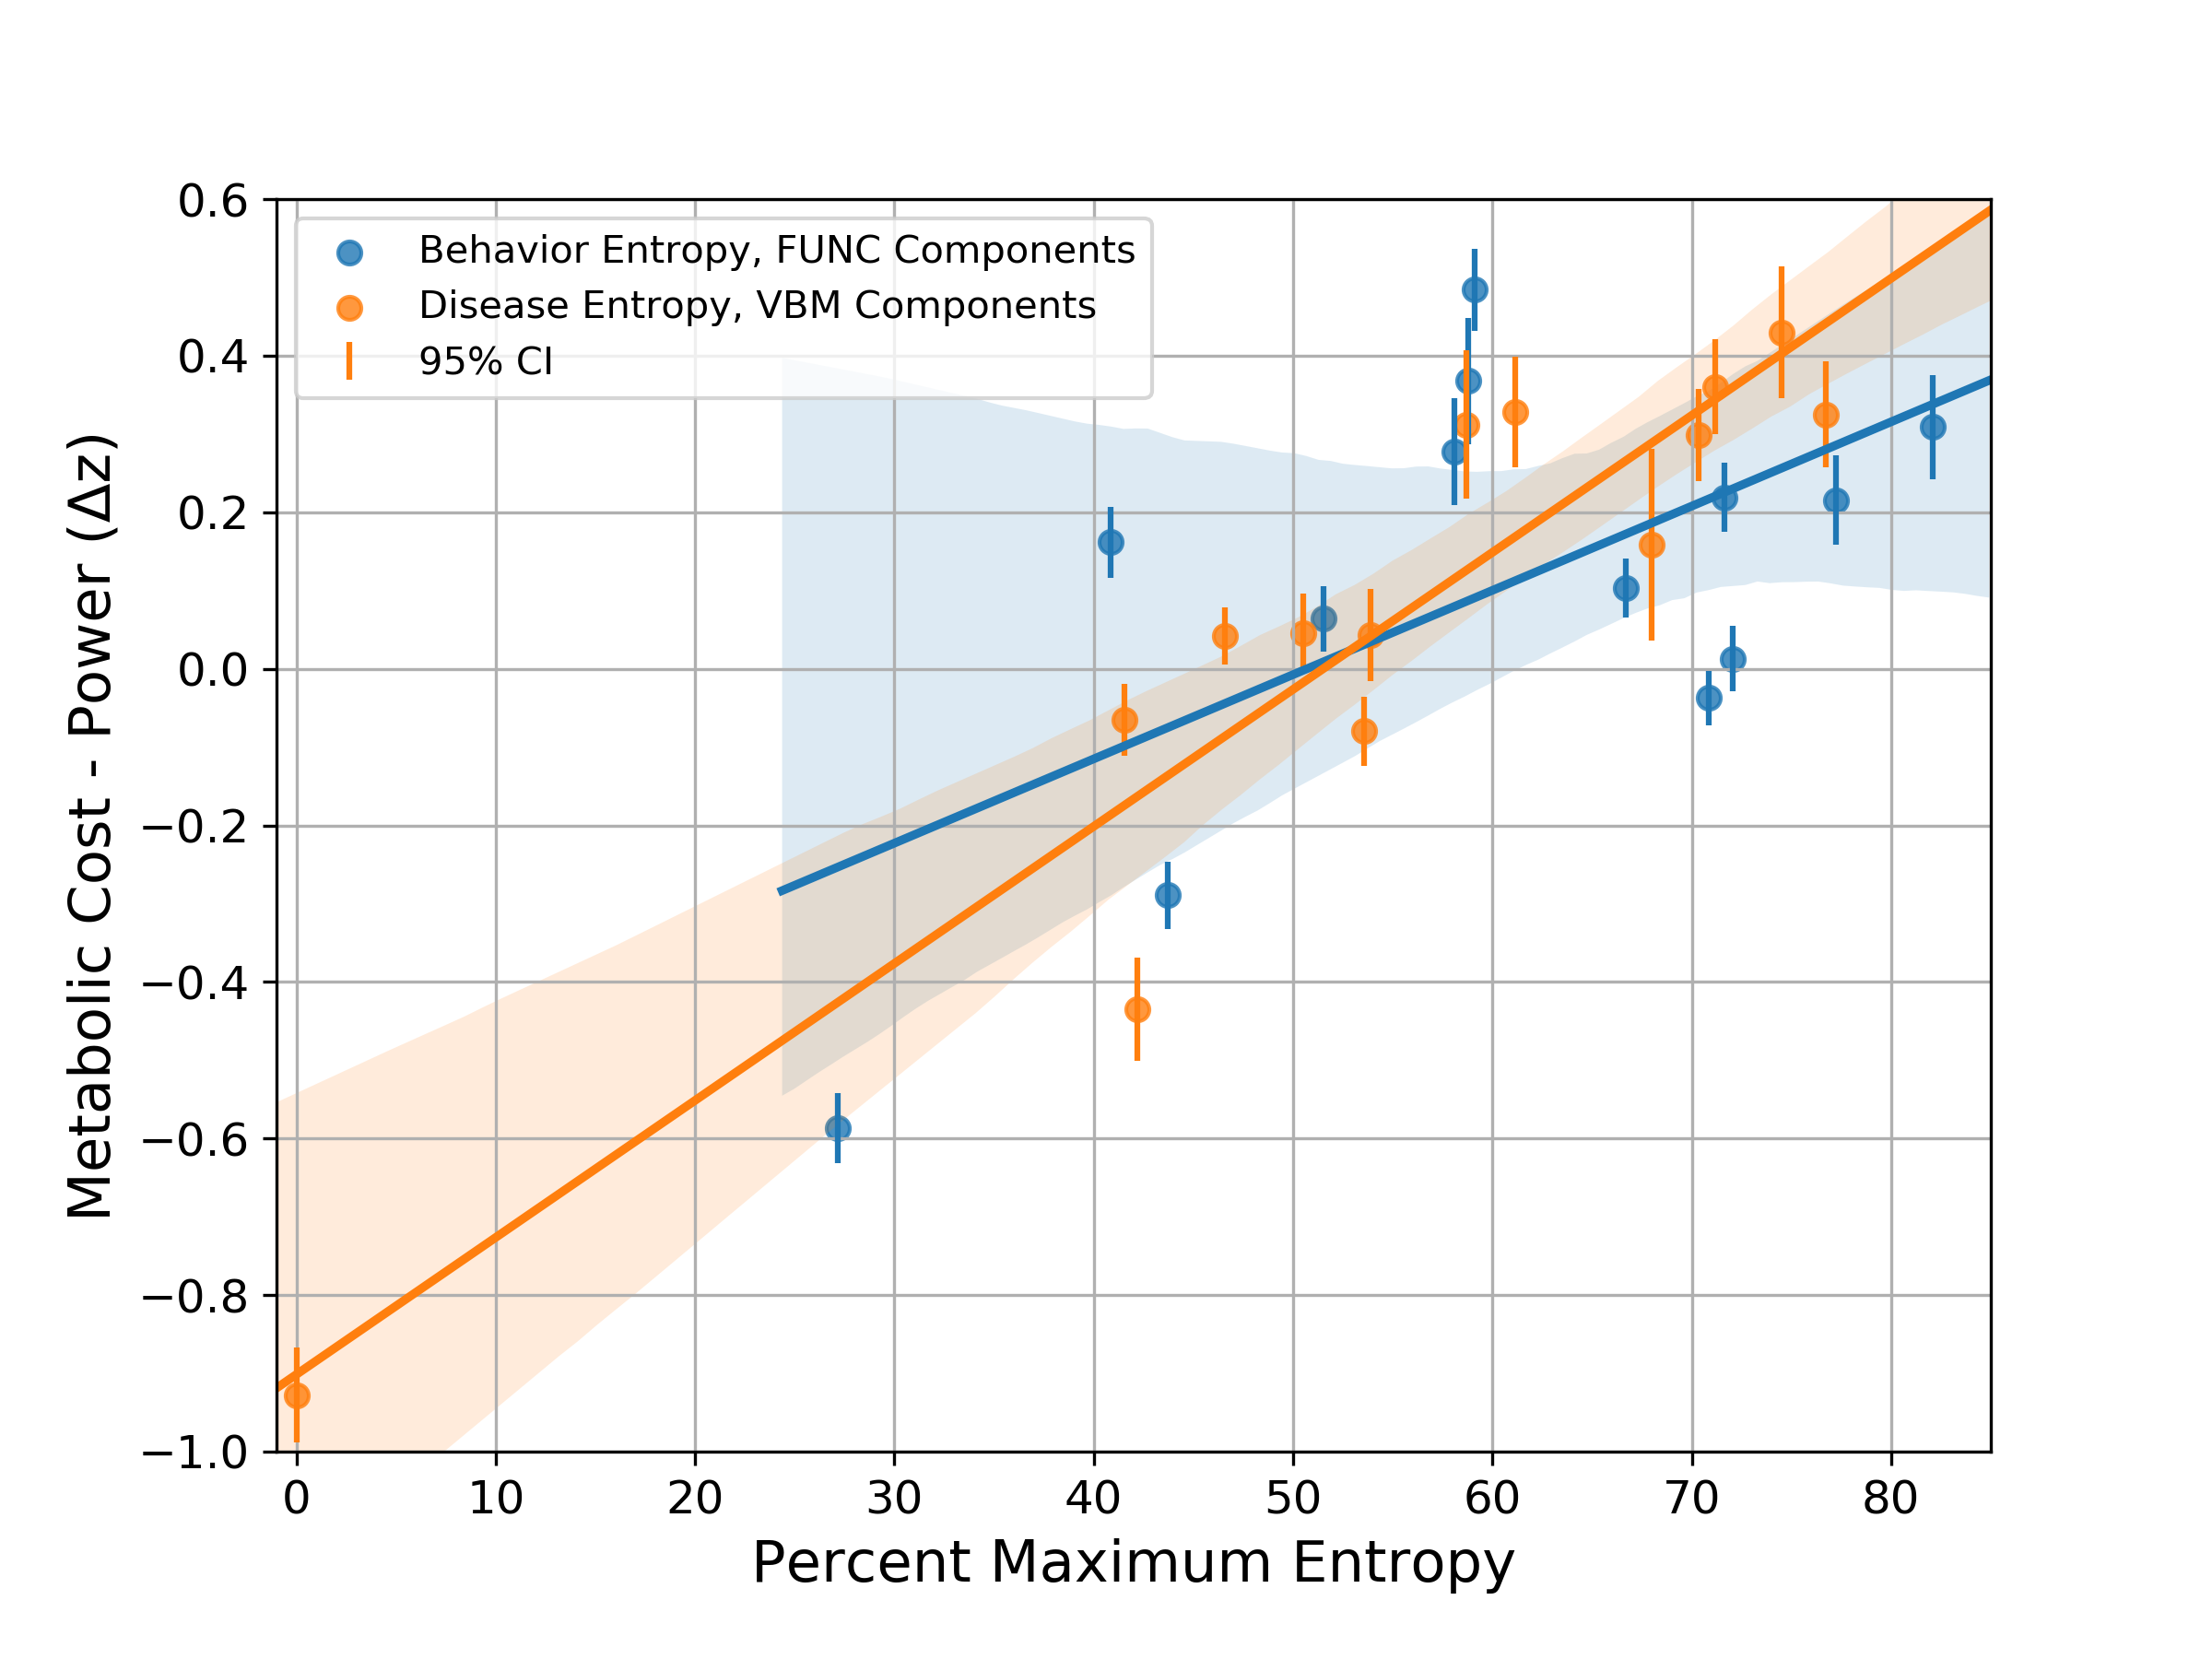 Behavior Entropy, FUNC Components
Disease Entropy, VBM Components
95% CI
0.6
0.4
0.2
0.0
−0.2
−0.4
−0.6
−0.8
−1.0
Metabolic Cost - Power (Δz)
0 10 20 30 40 50 60 70 80
Percent Maximum Entropy